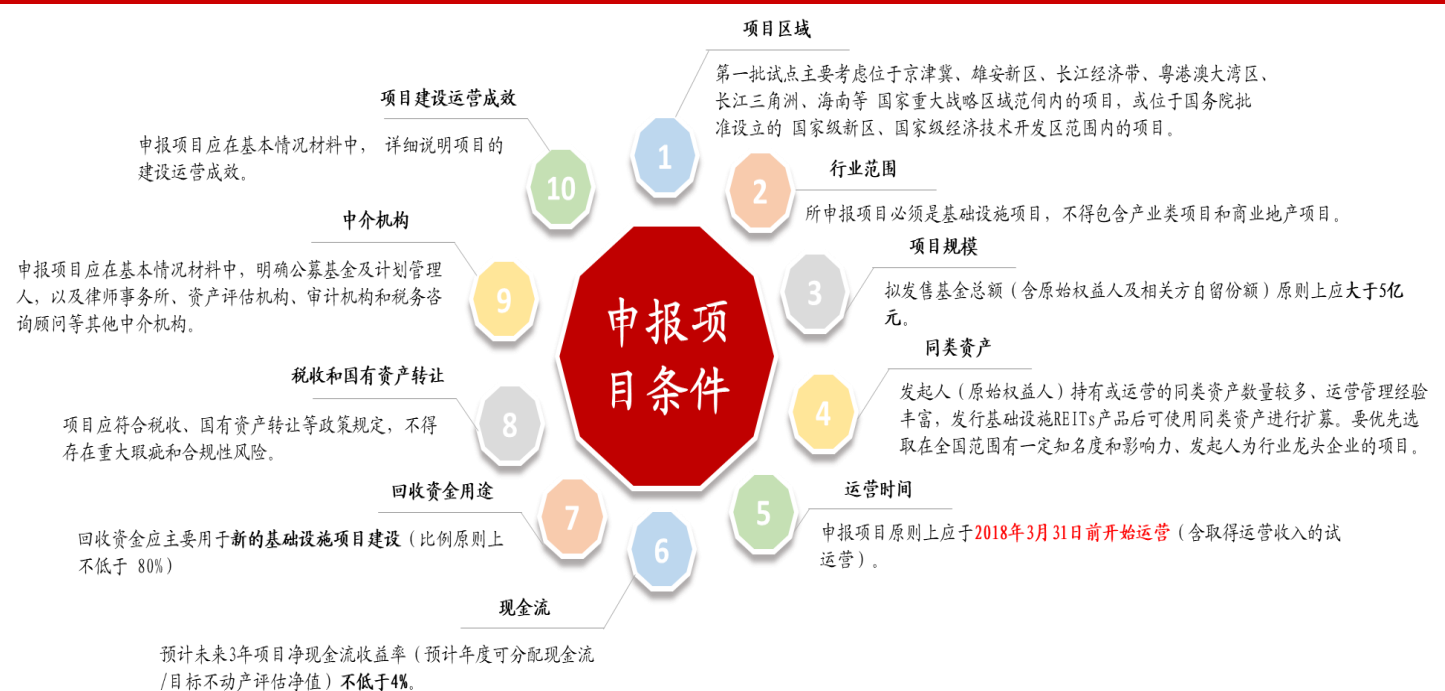 申报项
目条件
1
项目区域
第一批试点主要考虑位于京津冀、雄安新区、长江经济带、粤港澳大湾区、
长江三角洲、海南等 国家重大战略区域范伺内的项目，或位于国务院批
准设立的 国家级新区、国家级经济技术开发区范围内的项目。
2
行业范围
所申报项目必须是基础设施项目，不得包含产业类项目和商业地产项目。
3
项目规模
拟发售基金总额（含原始权益人及相关方自留份额）原则上应大于5亿
元。
4
同类资产
发起人（原始权益人）持有或运营的同类资产数量较多、运营管理经验
丰富，发行基础设施REITs产品后可使用同类资产进行扩募。要优先选
取在全国范围有一定知名度和影响力、发起人为行业龙头企业的项目。
5
运营时间
申报项目原则上应于2018年3月31日前开始运营（含取得运营收入的试
运营）。
6
现金流
预计未来3年项目净现金流收益率（预计年度可分配现金流
/目标不动产评估净值）不低于4%。
7
回收资金用途
回收资金应主要用于新的基础设施项目建设（比例原则上
不低于 80%）
8
税收和国有资产转让
项目应符合税收、国有资产转让等政策规定，不得
存在重大瑕疵和合规性风险。
9
中介机构
申报项目应在基本情况材料中，明确公募基金及计划管理
人，以及律师事务所、资产评估机构、审计机构和税务咨
询顾问等其他中介机构。
10
项目建设运营成效
申报项目应在基本情况材料中， 详细说明项目的
建设运营成效。